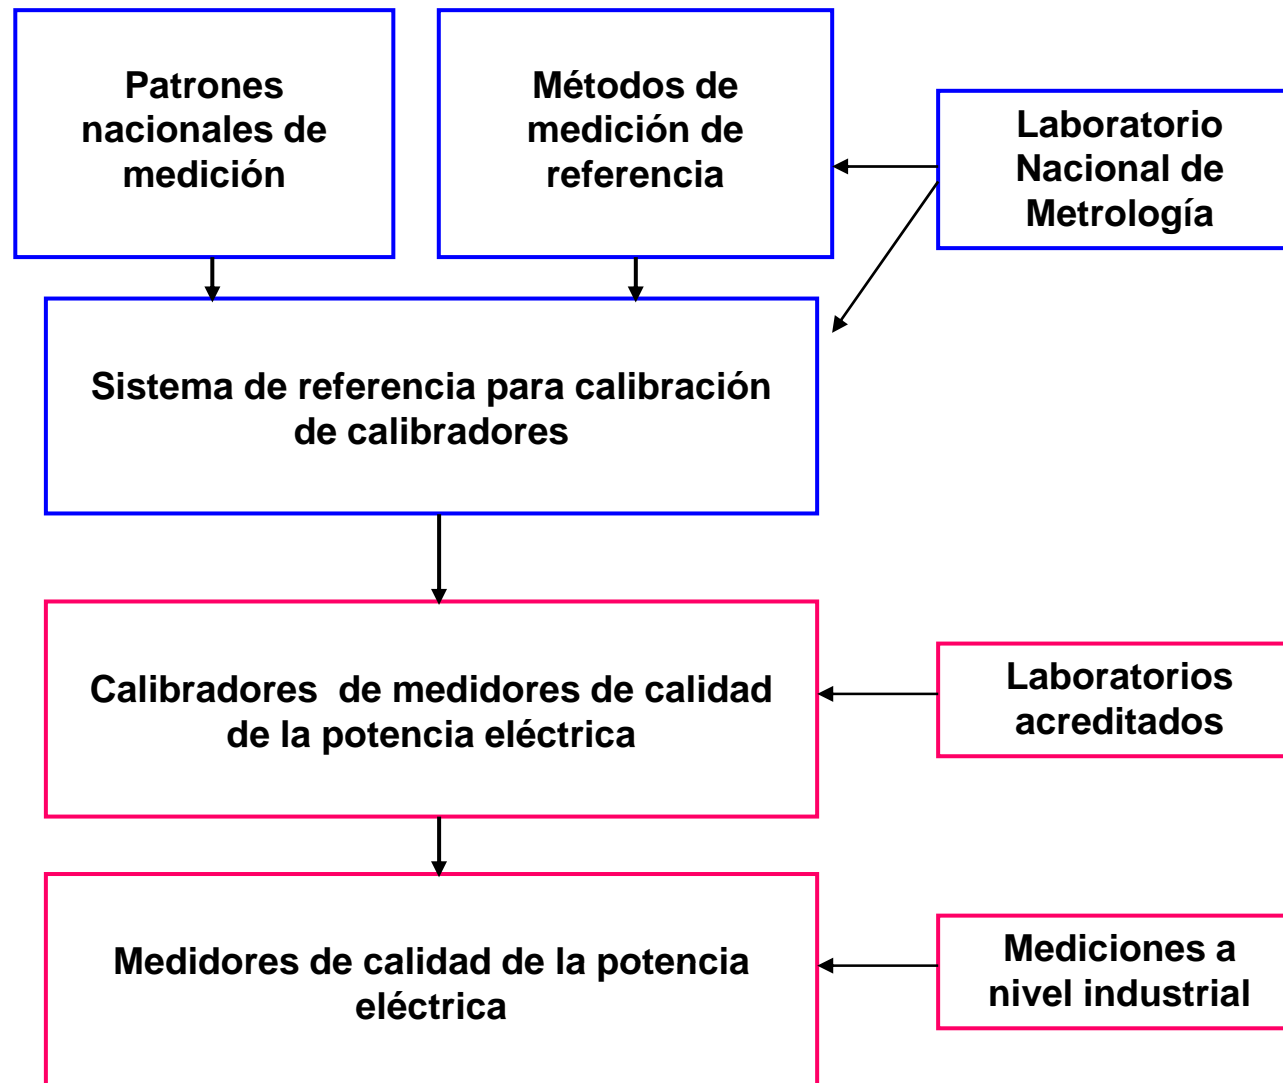 Patrones
nacionales de
medición
Métodos de
medición de
referencia
Laboratorio
Nacional de
Metrología
Sistema de referencia para calibración
de calibradores
Calibradores  de medidores de calidad
de la potencia eléctrica
Laboratorios
acreditados
Medidores de calidad de la potencia
eléctrica
Mediciones a
nivel industrial